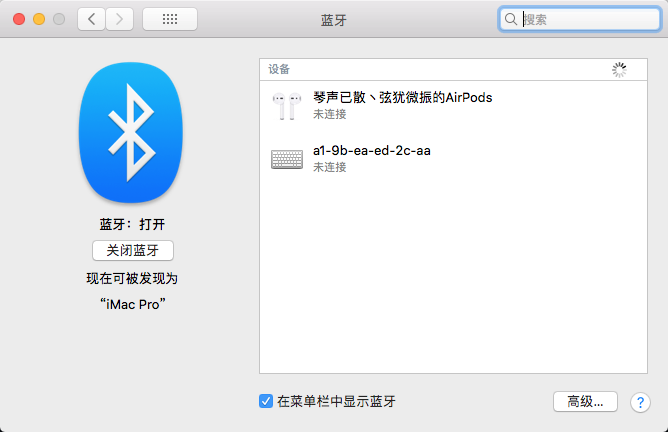 蓝牙
搜索
设备
琴声已散丶弦犹微振的AirPods
未连接
a1-9b-ea-ed-2c-aa
未连接
蓝牙：打开
关闭蓝牙
现在可被发现为
“iMac Pro”
在菜单栏中显示蓝牙
高级...
?